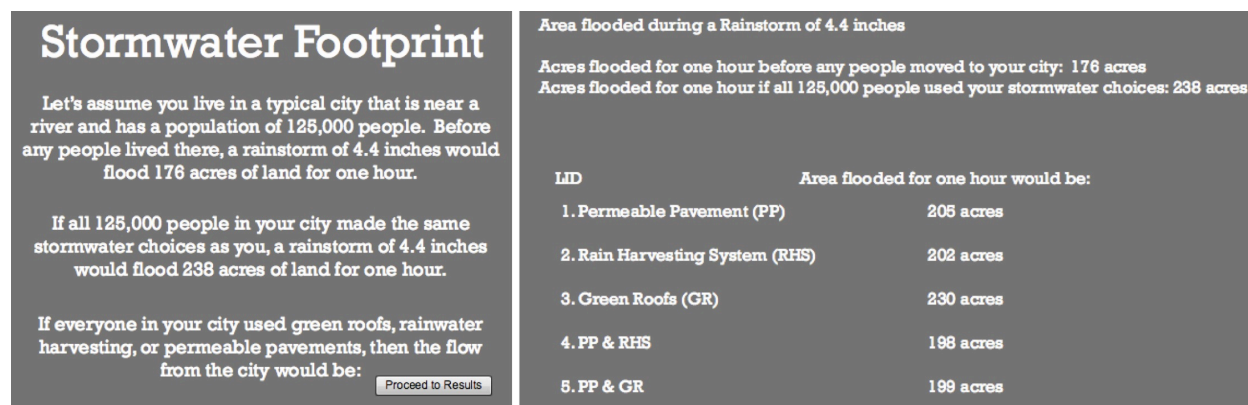 Stormwater Footprint
Let's assume you live in a typical city that is near a
river and has a population of 125,000 people. Before
any people lived there, a rainstorm of 4.4 inches would
flood 176 acres of land for one hour.
If all 125,000 people in your city made the same
stormwater choices as you, a rainstorm of 4.4 inches
would flood 238 acres of land for one hour.
If everyone in your city used green roofs, rainwater
harvesting, or permeable pavements, then the flow
from the city would be:
Proceed to Results
Area flooded during a Rainstorm of 4.4 inches
Acres flooded for one hour before any people moved to your city: 176 acres
Acres flooded for one hour if all 125,000 people used your stormwater choices: 238 acres
LID Area flooded for one hour would be:
1. Permeable Pavement (PP) 205 acres
2. Rain Harvesting System (RHS) 202 acres
3. Green Roofs (GR) 230 acres
4. PP & RHS 198 acres
5. PP & GR 199 acres